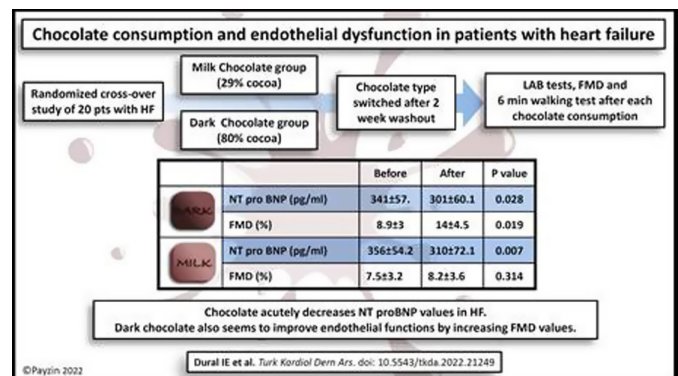 Chocolate consumption and endothelial dysfunction in patients with heart failure
Randomized cross-over
study of 20 pts with HF
Milk Chocolate group
(29% cocoa)
Dark Chocolate group
(80% cocoa)
Chocolate type
switched after 2
week washout
LAB tests, FMD and
6 min walking test after each
chocolate consumption
Before After P value
DARK
NT pro BNP (pg/ml) 341±57. 301±60.1 0.028
FMD (%) 8.9±3 14±4.5 0.019
MILK
NT pro BNP (pg/ml) 356±54.2 310±72.1 0.007
FMD (%) 7.5±3.2 8.2±3.6 0.314
Chocolate acutely decreases NT proBNP values in HF.
Dark chocolate also seems to improve endothelial functions by increasing FMD values.
Dural IE et al. Turk Kardiol Dern Ars. doi: 10.5543/tkda.2022.21249
©Payzin 2022